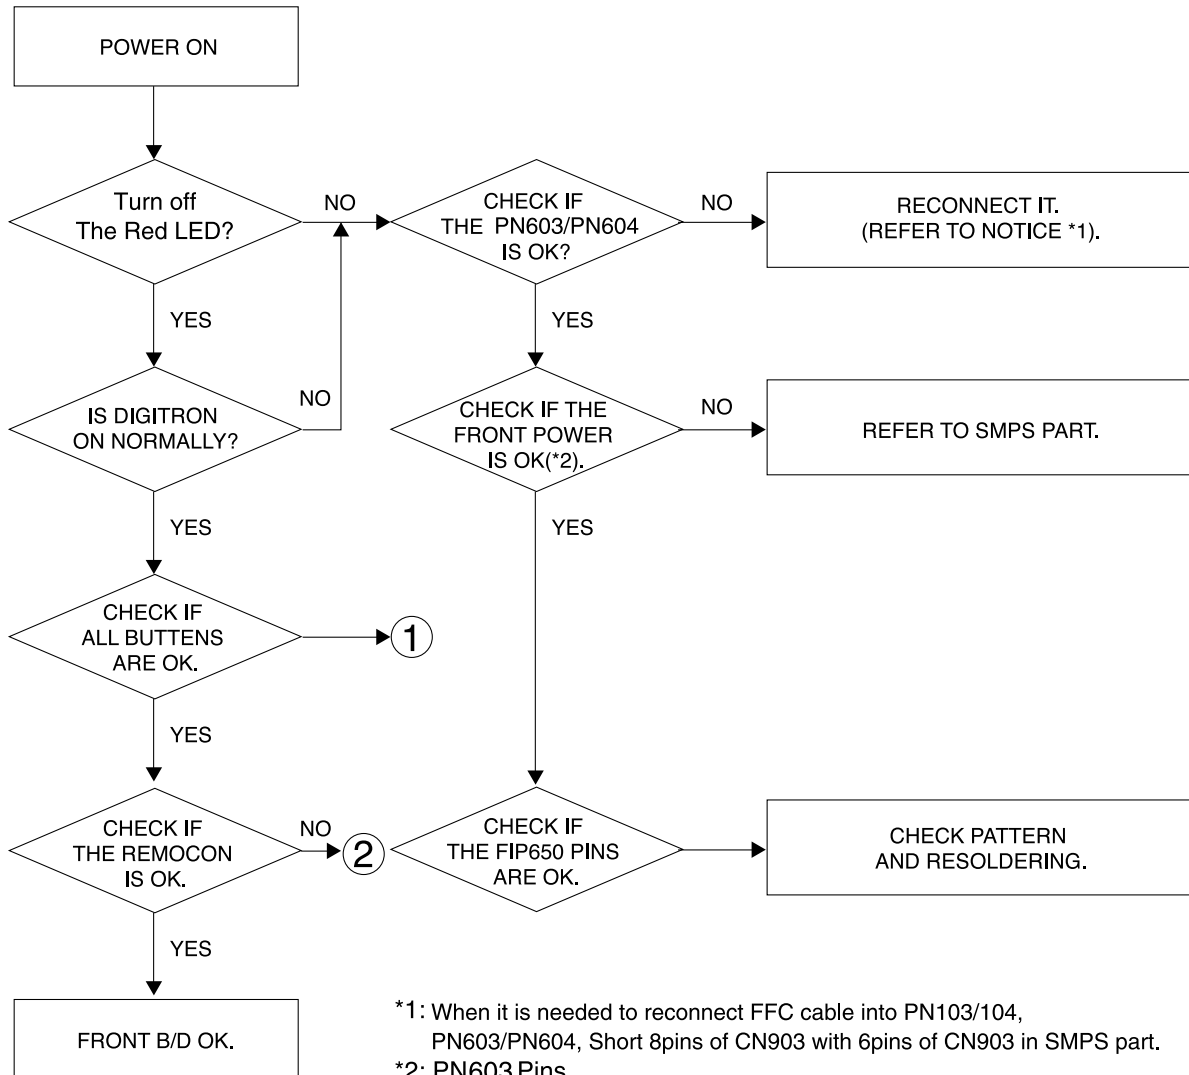 POWER ON
Turn off
The Red LED?
NO
CHECK IF
THE PN603/PN604
IS OK?
NO
RECONNECT IT.
(REFER TO NOTICE *1).
YES
YES
IS DIGITRON
ON NORMALLY?
NO
CHECK IF THE
FRONT POWER
IS OK(*2).
NO
REFER TO SMPS PART.
YES
YES
CHECK IF
ALL BUTTENS
ARE OK.
1
YES
CHECK IF
THE REMOCON
IS OK.
NO
2
CHECK IF
THE FIP650 PINS
ARE OK.
CHECK PATTERN
AND RESOLDERING.
YES
FRONT B/D OK.
*1: When it is needed to reconnect FFC cable into PN103/104,
PN603/PN604, Short 8pins of CN903 with 6pins of CN903 in SMPS part.
*2: PN603 Pins